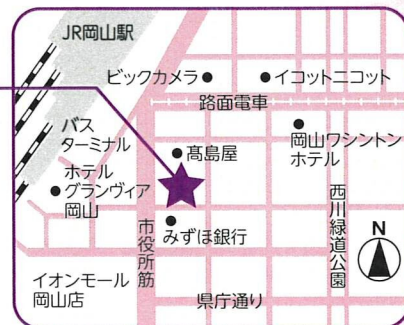 JR岡山駅
ビックカメラ
イコットニコット
路面電車
バス
ターミナル
髙島屋
岡山ワシントン
ホテル
ホテル
グランヴィア
岡山
みずほ銀行
市役所筋
西川緑道公園
N
イオンモール
岡山店
県庁通り